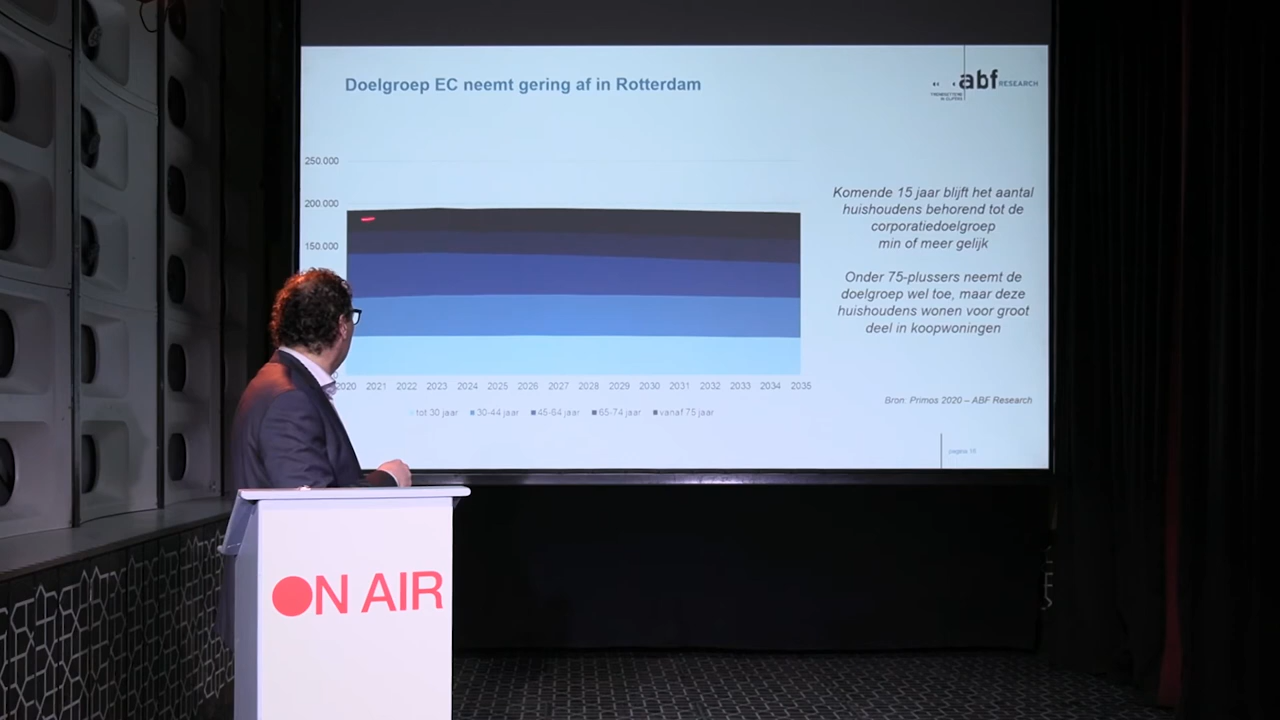 Doelgroep EC neemt gering af in Rotterdam
abf RESEARCH
250.000
200.000
150.000
Komende 15 jaar blijft het aantal
huishoudens behorend tot de
corporatiedoelgroep
min of meer gelijk
Onder 75-plussers neemt de
doelgroep wel toe, maar deze
huishoudens wonen voor groot
deel in koopwoningen
2020 2021 2022 2023 2024 2025 2026 2027 2028 2029 2030 2031 2032 2033 2034 2035
tot 30 jaar 30-44 jaar 45-64 jaar 65-74 jaar vanaf 75 jaar
Bron: Primos 2020 – ABF Research
ON AIR